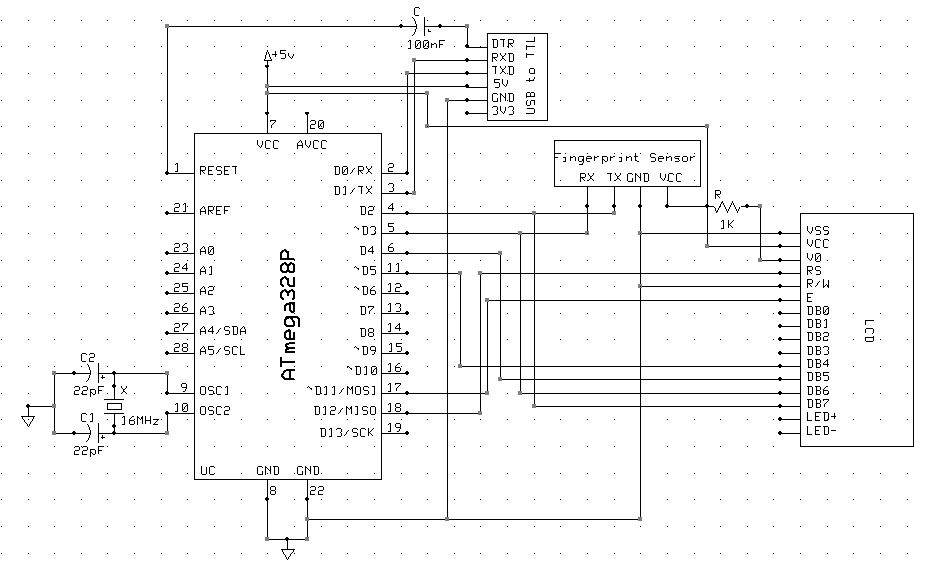 C
100nF
+5v
DTR
RXD
TXD
5V
GND
3V3
USB to TTL
7
20
VCC
AVCC
1
RESET
21
AREF
23
A0
24
A1
25
A2
26
A3
27
A4/SDA
28
A5/SCL
9
OSC1
10
OSC2
D0/RX
2
D1/TX
3
D2
4
~D3
5
D4
6
~D5
11
~D6
12
D7
13
D8
14
~D9
15
~D10
16
~D11/MOSI
17
D12/MISO
18
D13/SCK
19
ATmega328P
UC
GND
GND
8
22
C2
22pF
X
16MHz
C1
22pF
Fingerprint Sensor
RX TX GND VCC
R
1K
VSS
VCC
V0
RS
R/W
E
DB0
DB1
DB2
DB3
DB4
DB5
DB6
DB7
LED+
LED-
LCD